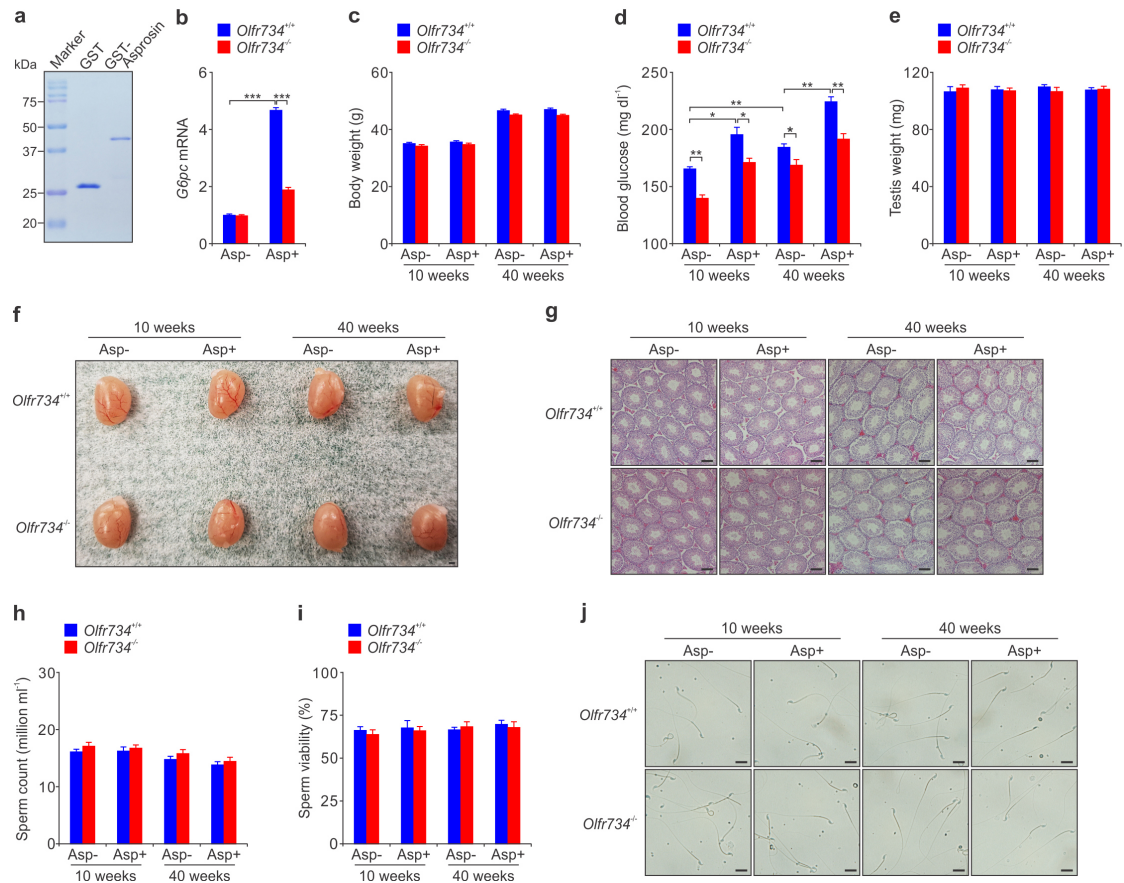 a
Marker
GST
GST-
Asprosin
kDa
75
50
37
25
20
b
Olfr734+/+
Olfr734-/-
G6pc mRNA
6
4
2
0
***
***
Asp-
Asp+
c
Olfr734+/+
Olfr734-/-
Body weight (g)
60
40
20
0
Asp-
Asp+
Asp-
Asp+
10 weeks
40 weeks
d
Olfr734+/+
Olfr734-/-
Blood glucose (mg dl-1)
250
200
150
100
**
**
*
*
**
*
**
**
Asp-
Asp+
Asp-
Asp+
10 weeks
40 weeks
e
Olfr734+/+
Olfr734-/-
Testis weight (mg)
120
80
40
0
Asp-
Asp+
Asp-
Asp+
10 weeks
40 weeks
f
10 weeks
40 weeks
Asp-
Asp+
Asp-
Asp+
Olfr734+/+
Olfr734-/-
g
10 weeks
40 weeks
Asp-
Asp+
Asp-
Asp+
Olfr734+/+
Olfr734-/-
h
Olfr734+/+
Olfr734-/-
Sperm count (million ml-1)
30
20
10
0
Asp-
Asp+
Asp-
Asp+
10 weeks
40 weeks
i
Olfr734+/+
Olfr734-/-
Sperm viability (%)
100
75
50
25
0
Asp-
Asp+
Asp-
Asp+
10 weeks
40 weeks
j
10 weeks
40 weeks
Asp-
Asp+
Asp-
Asp+
Olfr734+/+
Olfr734-/-